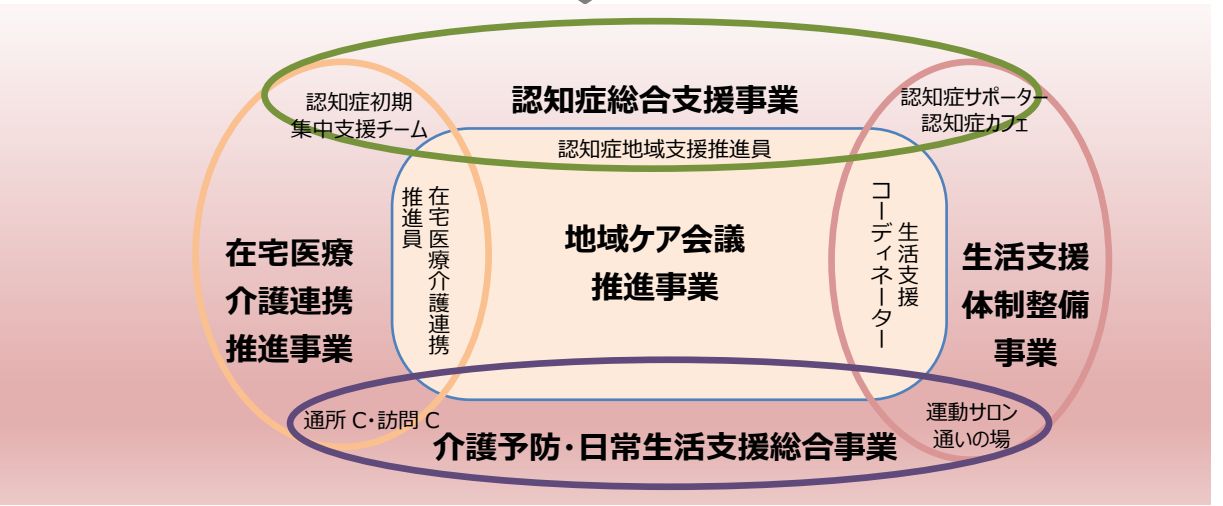 認知症総合支援事業
認知症初期
集中支援チーム
認知症サポーター
認知症カフェ
認知症地域支援推進員
在宅医療介護連携
推進員
生活支援
コーディネーター
地域ケア会議
推進事業
在宅医療
介護連携
推進事業
生活支援
体制整備
事業
通所 C・訪問 C
運動サロン
通いの場
介護予防・日常生活支援総合事業